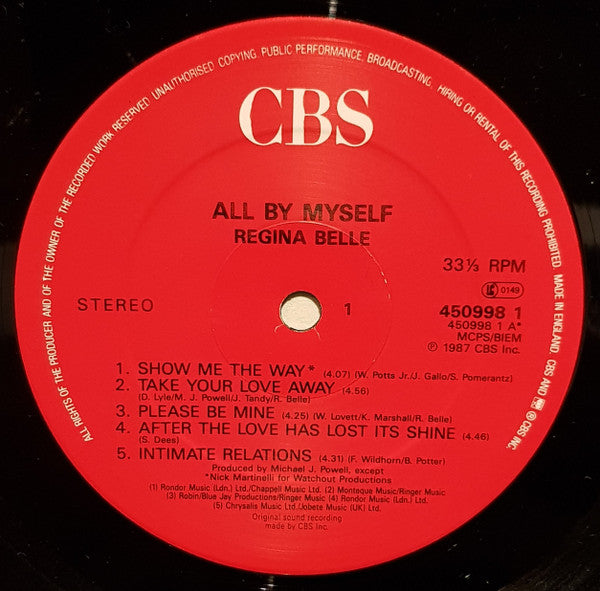 ALL RIGHTS OF THE PRODUCER AND OF THE OWNER OF THE RECORDED WORK RESERVED. UNAUTHORISED COPYING, PUBLIC PERFORMANCE, BROADCASTING, HIRING OR RENTAL OF THIS RECORDING PROHIBITED. MADE IN ENGLAND. CBS AND ® CBS INC.
CBS
ALL BY MYSELF
REGINA BELLE
33⅓ RPM
0149
STEREO
1
450998 1
450998 1 A*
MCPS/BIEM
℗ 1987 CBS Inc.
1. SHOW ME THE WAY* (4.07) (W. Potts Jr./J. Gallo/S. Pomerantz)
2. TAKE YOUR LOVE AWAY (4.56)
(D. Lyle/M. J. Powell/J. Tandy/R. Belle)
3. PLEASE BE MINE (4.25) (W. Lovett/K. Marshall/R. Belle)
4. AFTER THE LOVE HAS LOST ITS SHINE (4.46)
(S. Dees)
5. INTIMATE RELATIONS (4.31) (F. Wildhorn/B. Potter)
Produced by Michael J. Powell, except
*Nick Martinelli for Watchout Productions
(1) Rondor Music (Ldn.) Ltd./Chappell Music Ltd. (2) Monteque Music/Ringer Music
(3) Robin/Blue Jay Productions/Ringer Music (4) Rondor Music (Ldn.) Ltd.
(5) Chrysalis Music Ltd./Jobete Music (UK) Ltd.
Original sound recording
made by CBS Inc.